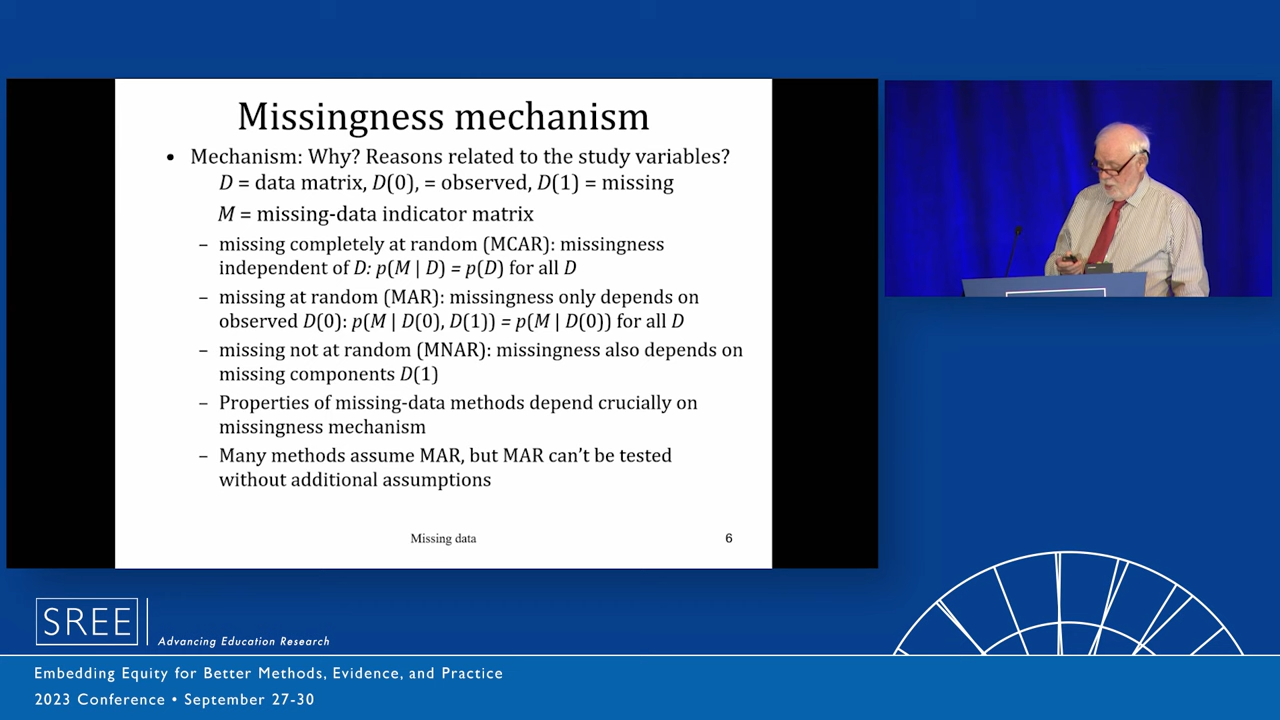 Missingness mechanism
• Mechanism: Why? Reasons related to the study variables?
D = data matrix, D(0), = observed, D(1) = missing
M = missing-data indicator matrix
– missing completely at random (MCAR): missingness
independent of D: p(M | D) = p(D) for all D
– missing at random (MAR): missingness only depends on
observed D(0): p(M | D(0), D(1)) = p(M | D(0)) for all D
– missing not at random (MNAR): missingness also depends on
missing components D(1)
– Properties of missing-data methods depend crucially on
missingness mechanism
– Many methods assume MAR, but MAR can’t be tested
without additional assumptions
Missing data 6
SREE Advancing Education Research
Embedding Equity for Better Methods, Evidence, and Practice
2023 Conference • September 27-30